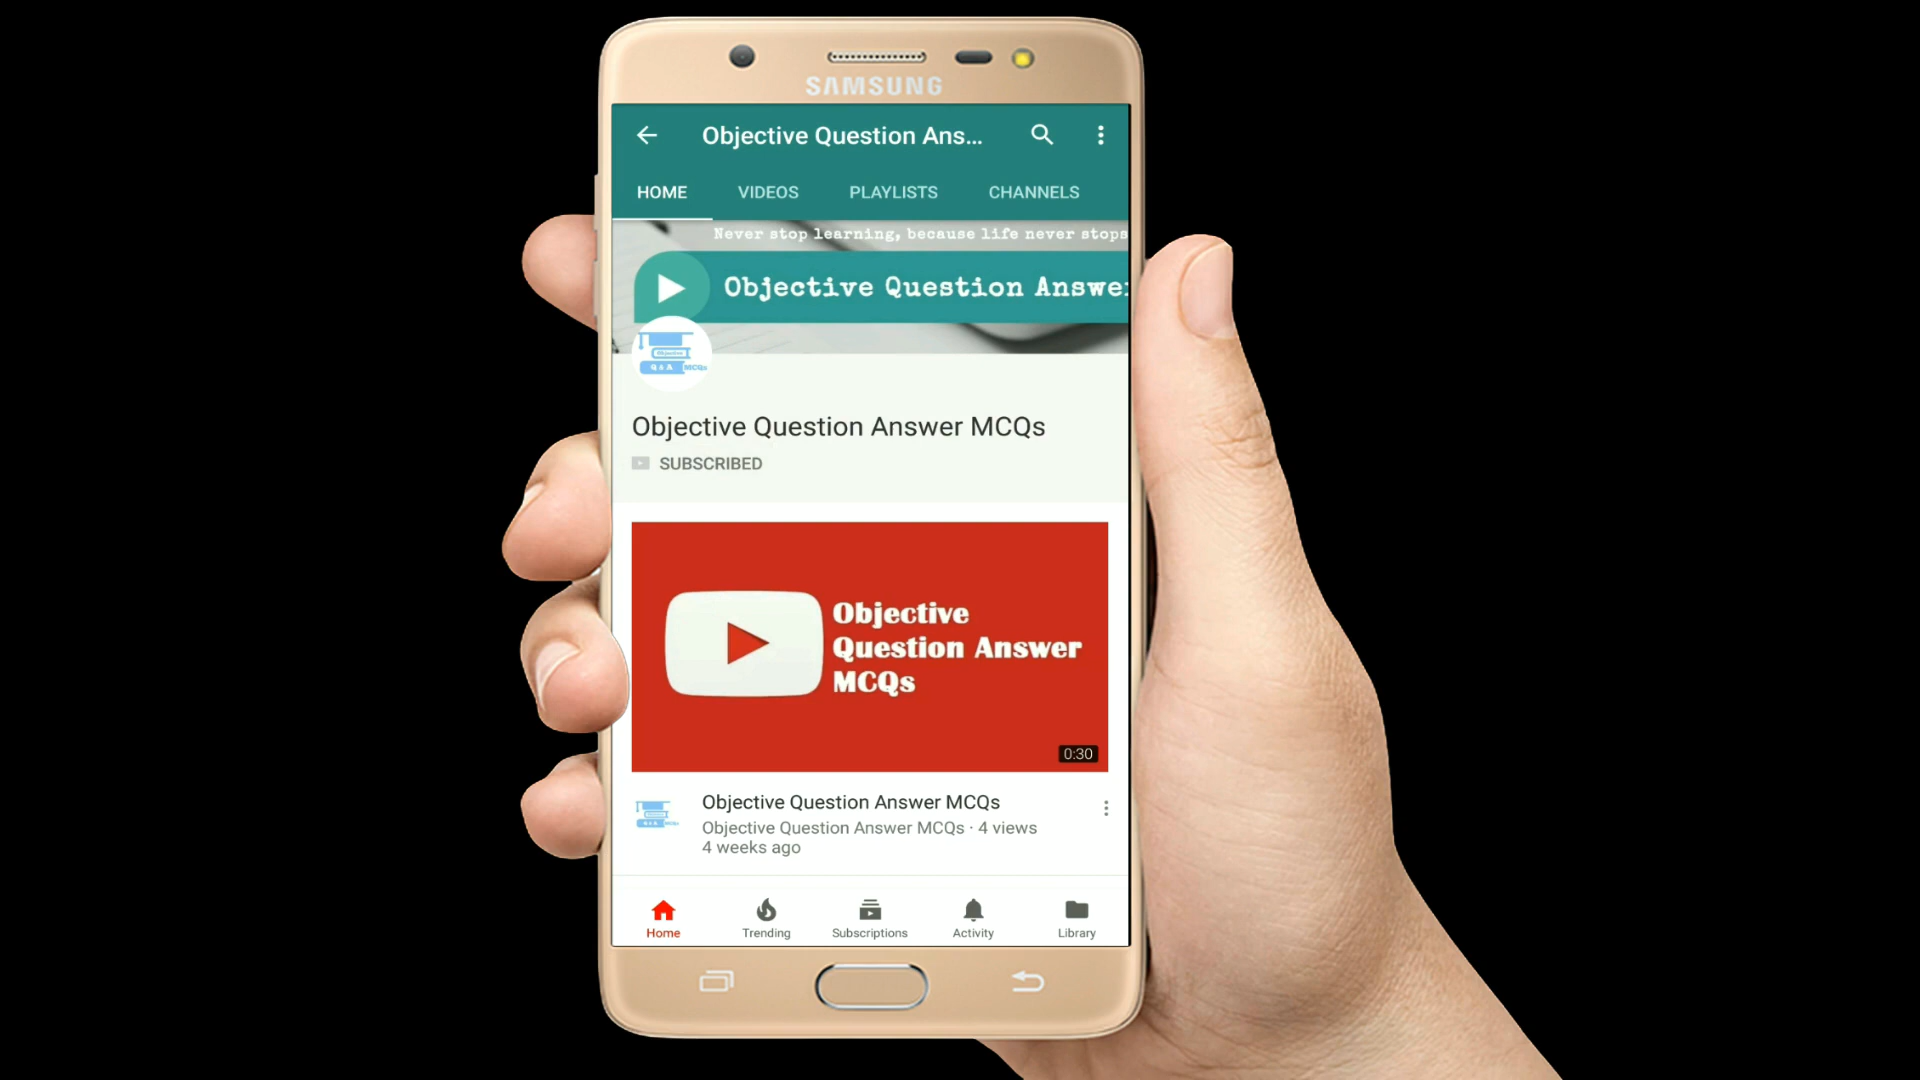 SAMSUNG
Objective Question Ans...
HOME VIDEOS PLAYLISTS CHANNELS
Never stop learning, because life never stops
Objective Question Answe
Objective
Q & A MCQs
Objective Question Answer MCQs
SUBSCRIBED
Objective
Question Answer
MCQs
0:30
Objective Question Answer MCQs
Objective Question Answer MCQs · 4 views
4 weeks ago
Home Trending Subscriptions Activity Library